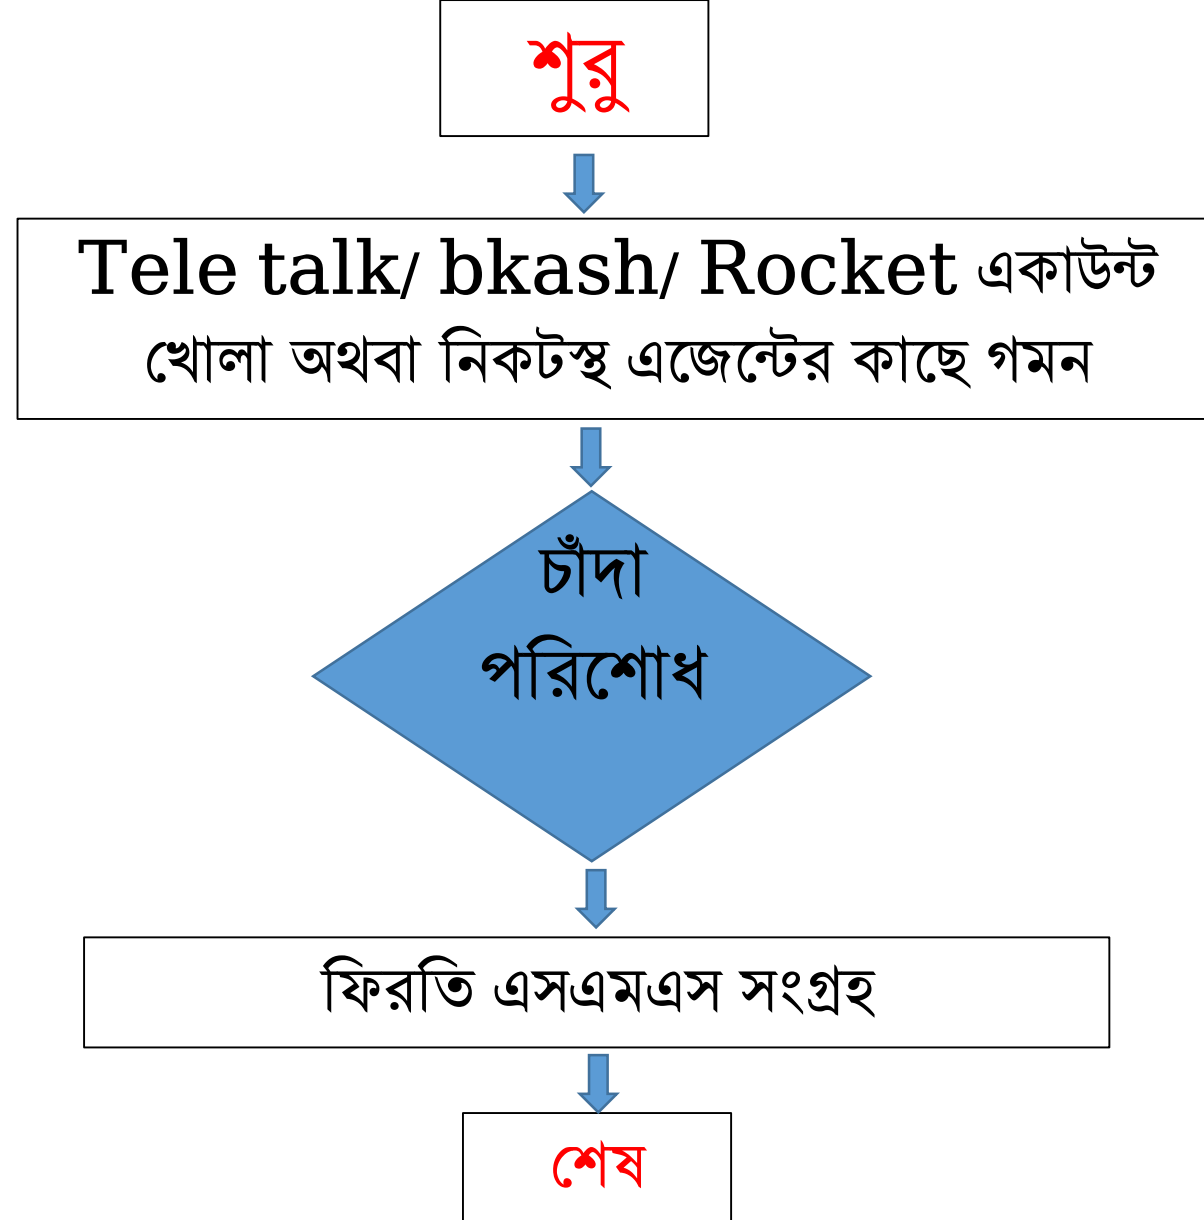 শুরু
Tele talk/ bkash/ Rocket একাউন্ট
খোলা অথবা নিকটস্থ এজেন্টের কাছে গমন
চাঁদা
পরিশোধ
ফিরতি এসএমএস সংগ্রহ
শেষ